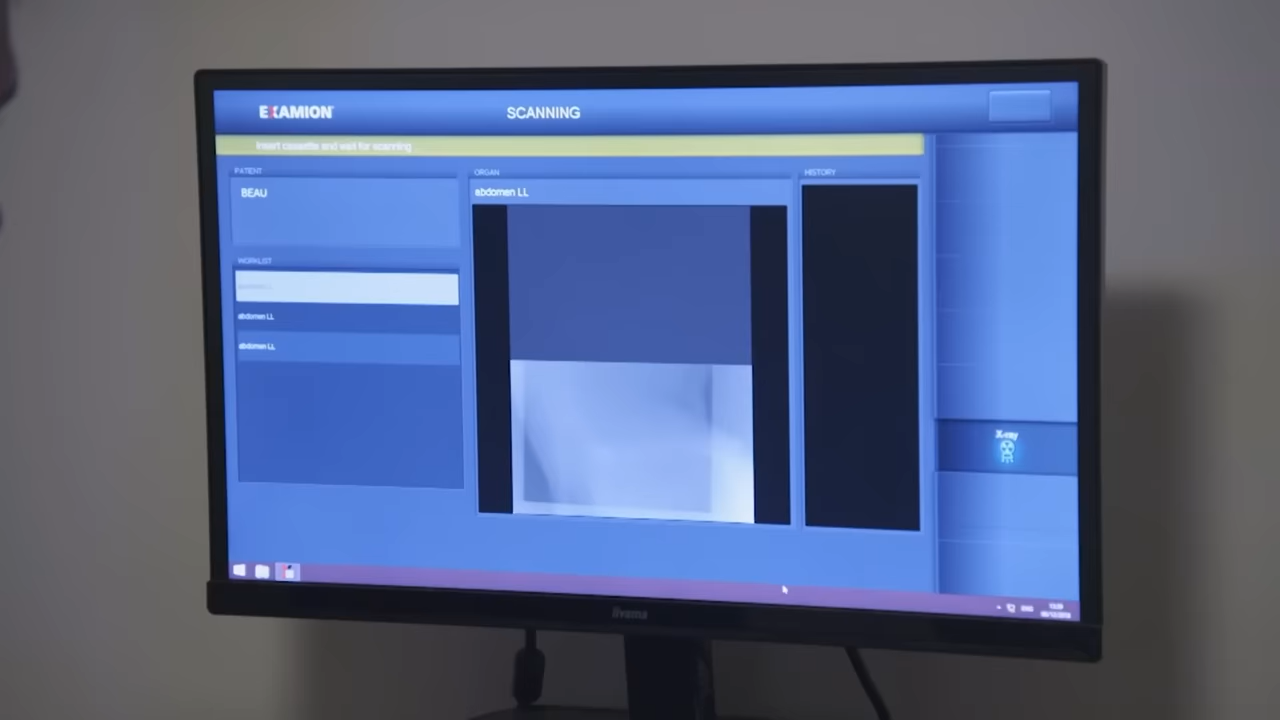 EXAMION
SCANNING
Insert cassette and wait for scanning
PATIENT
BEAU
ORGAN
abdomen LL
HISTORY
WORKLIST
abdomen LL
abdomen LL
X-ray
iiyama
ENG